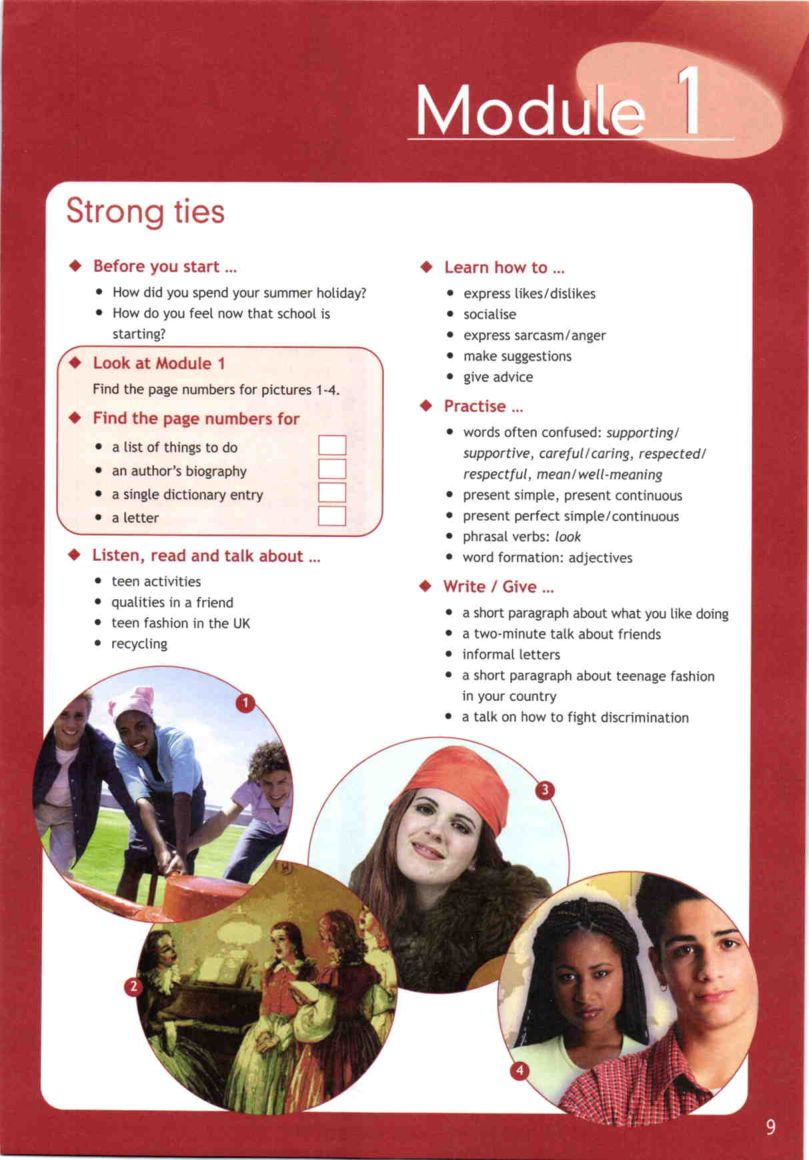 Module 1
Strong ties
◆ Before you start ...
• How did you spend your summer holiday?
• How do you feel now that school is
starting?
◆ Look at Module 1
Find the page numbers for pictures 1-4.
◆ Find the page numbers for
• a list of things to do
• an author's biography
• a single dictionary entry
• a letter
◆ Listen, read and talk about ...
• teen activities
• qualities in a friend
• teen fashion in the UK
• recycling
◆ Learn how to ...
• express likes/dislikes
• socialise
• express sarcasm/anger
• make suggestions
• give advice
◆ Practise ...
• words often confused: supporting/
supportive, careful/caring, respected/
respectful, mean/well-meaning
• present simple, present continuous
• present perfect simple/continuous
• phrasal verbs: look
• word formation: adjectives
◆ Write / Give ...
• a short paragraph about what you like doing
• a two-minute talk about friends
• informal letters
• a short paragraph about teenage fashion
in your country
• a talk on how to fight discrimination
1
3
2
4
9